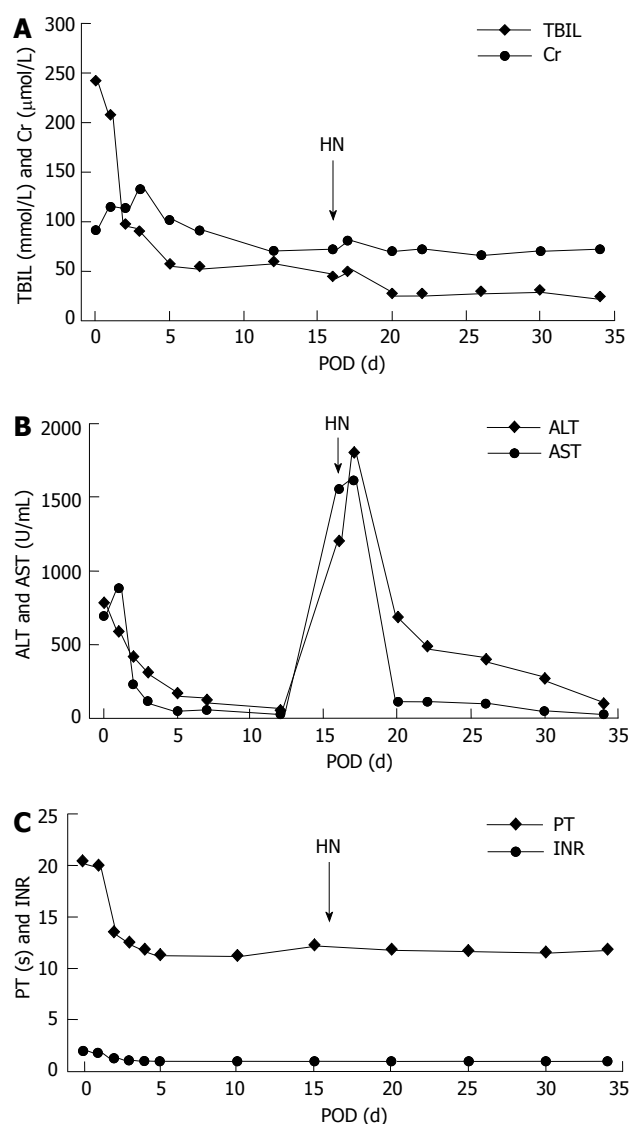 A
TBIL
Cr
TBIL (mmol/L) and Cr (μmol/L)
300
250
200
150
100
50
0
HN
0 5 10 15 20 25 30 35
POD (d)
B
ALT
AST
ALT and AST (U/mL)
2000
1500
1000
500
0
HN
0 5 10 15 20 25 30 35
POD (d)
C
PT
INR
PT (s) and INR
25
20
15
10
5
0
HN
0 5 10 15 20 25 30 35
POD (d)